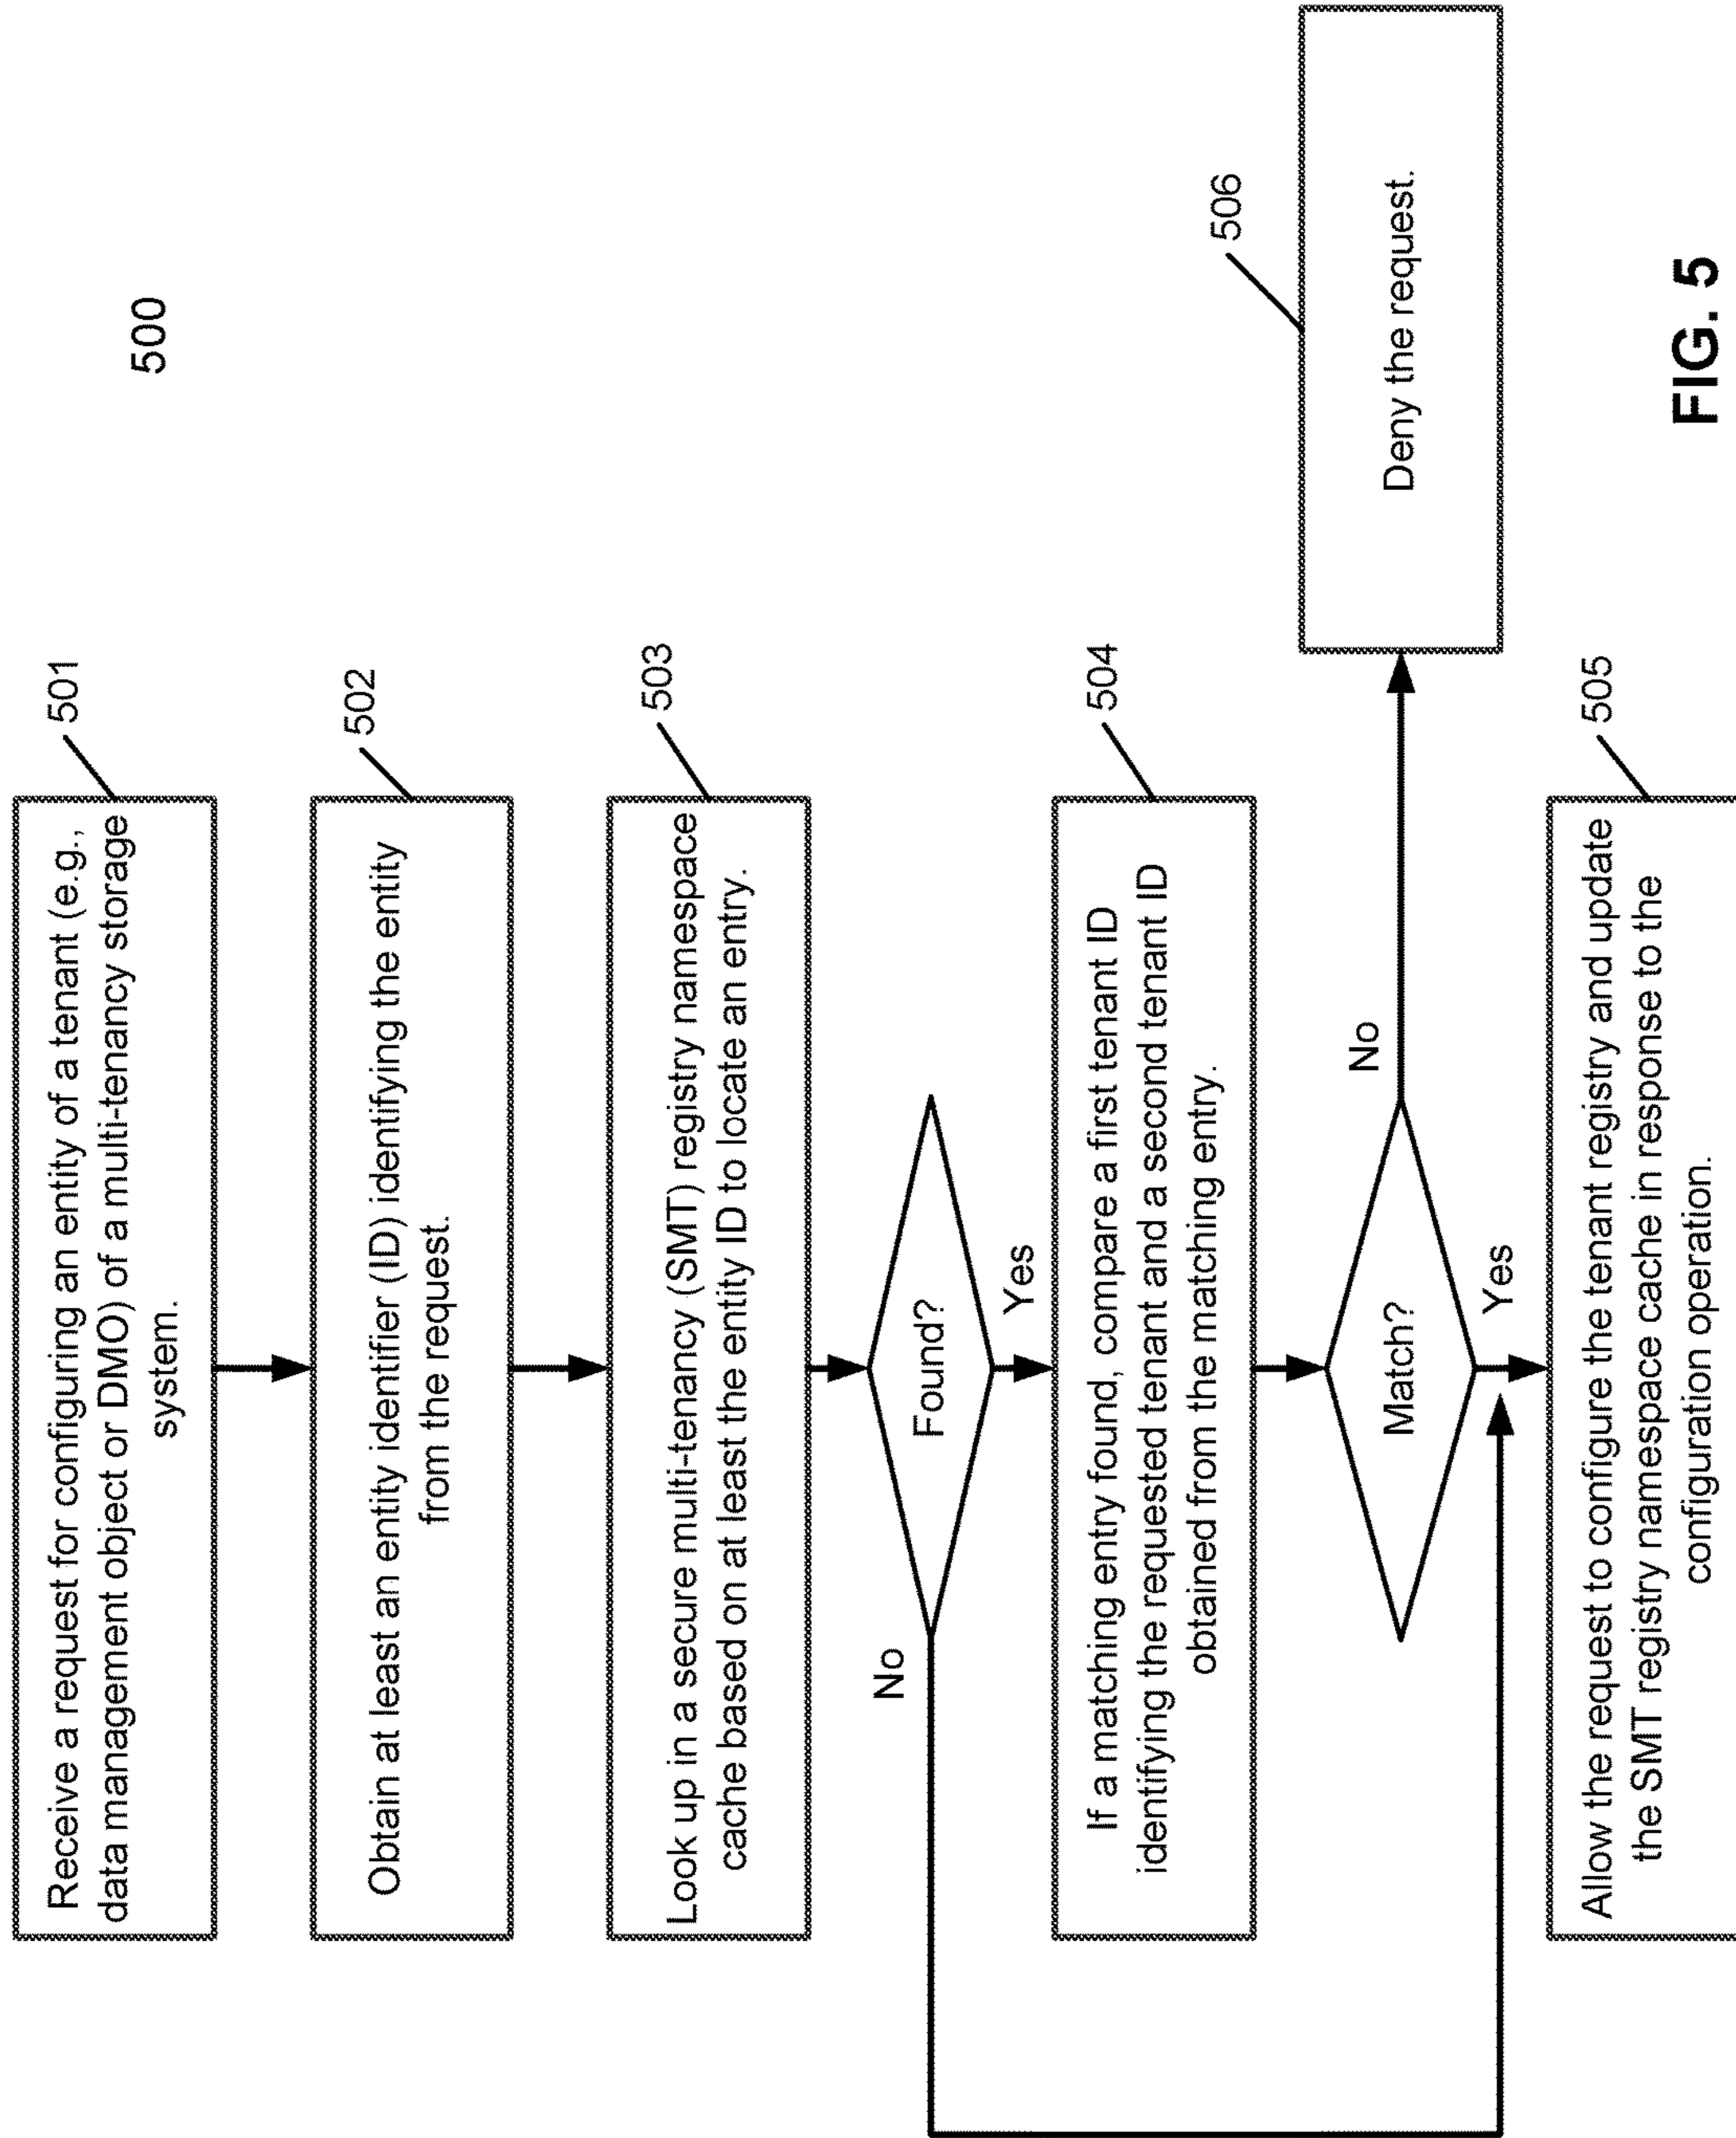 500
501
Receive a request for configuring an entity of a tenant (e.g.,
data management object or DMO) of a multi-tenancy storage
system.
502
Obtain at least an entity identifier (ID) identifying the entity
from the request.
503
Look up in a secure multi-tenancy (SMT) registry namespace
cache based on at least the entity ID to locate an entry.
Found?
No
Yes
504
If a matching entry found, compare a first tenant ID
identifying the requested tenant and a second tenant ID
obtained from the matching entry.
Match?
No
Yes
506
Deny the request.
505
Allow the request to configure the tenant registry and update
the SMT registry namespace cache in response to the
configuration operation.
FIG. 5